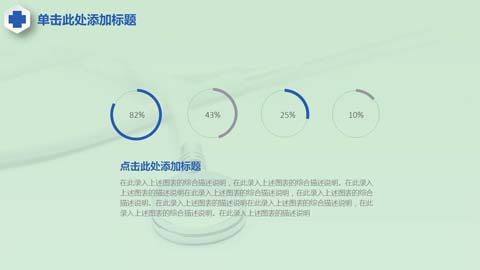 单击此处添加标题
82%
43%
25%
10%
点击此处添加标题
在此录入上述图表的综合描述说明，在此录入上述图表的综合描述说明。在此录入
上述图表的综合描述说明在此录入上述图表的综合描述说明，在此录入上述图表的综合
描述说明。在此录入上述图表的描述说明在此录入上述图表的综合描述说明，在此
录入上述图表的综合描述说明。在此录入上述图表的描述说明